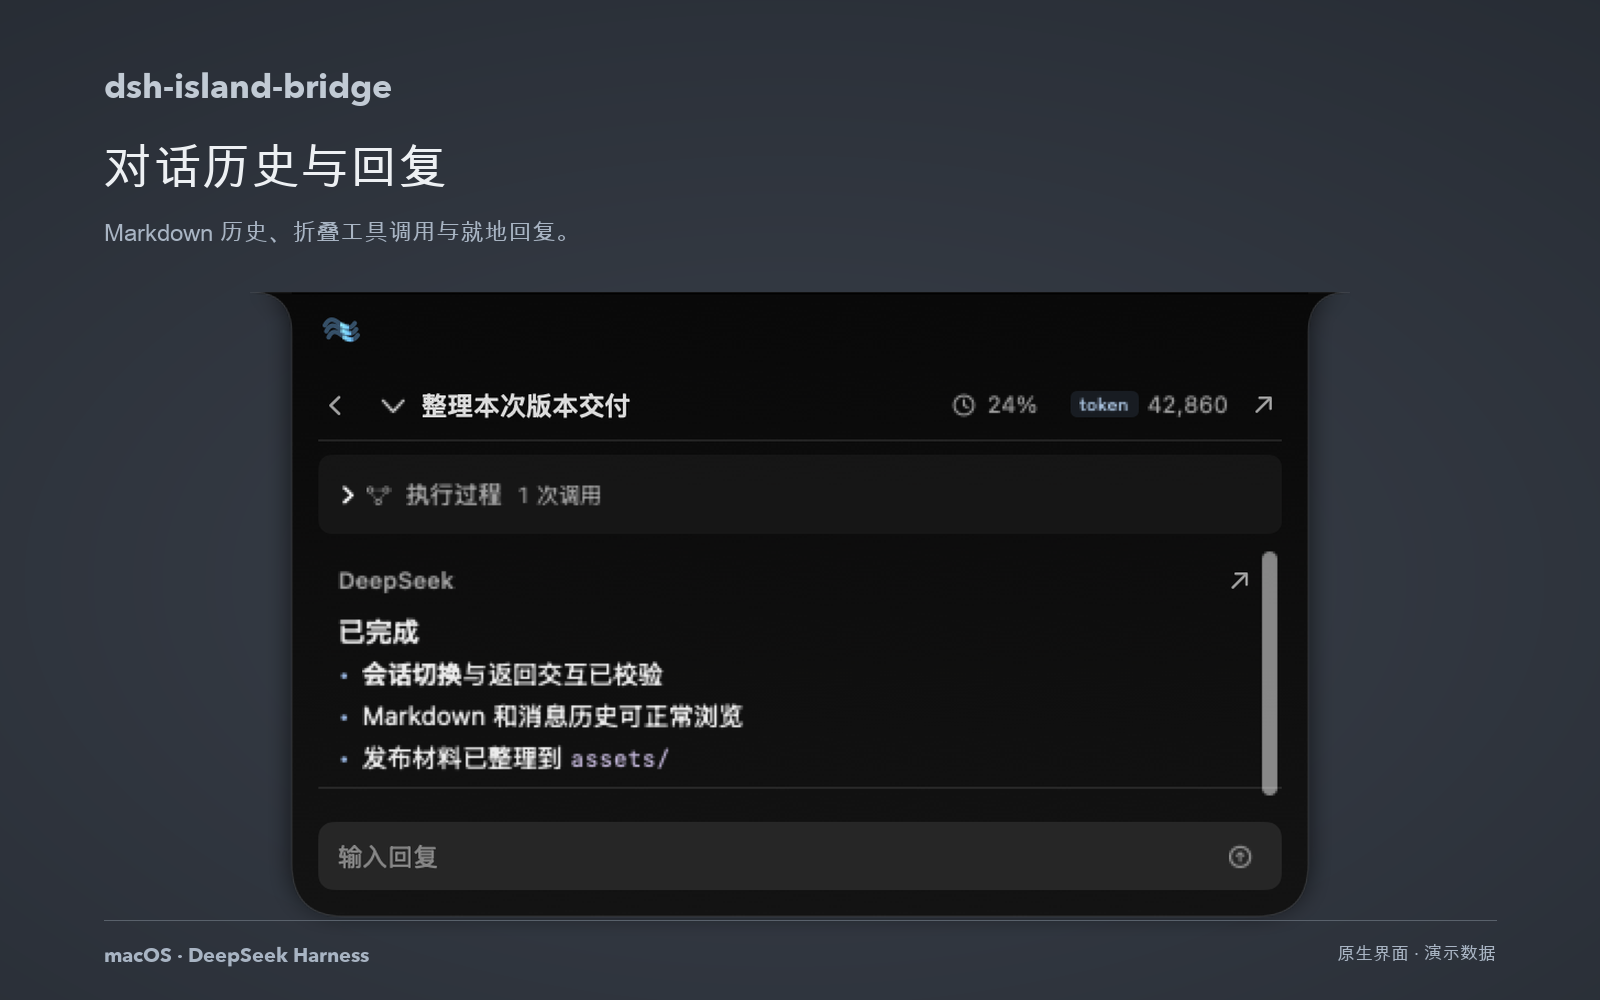 dsh-island-bridge
对话历史与回复
Markdown 历史、折叠工具调用与就地回复。
整理本次版本交付 24% token 42,860
执行过程 1 次调用
DeepSeek
已完成
• 会话切换与返回交互已校验
• Markdown 和消息历史可正常浏览
• 发布材料已整理到 assets/
输入回复
macOS · DeepSeek Harness
原生界面 · 演示数据